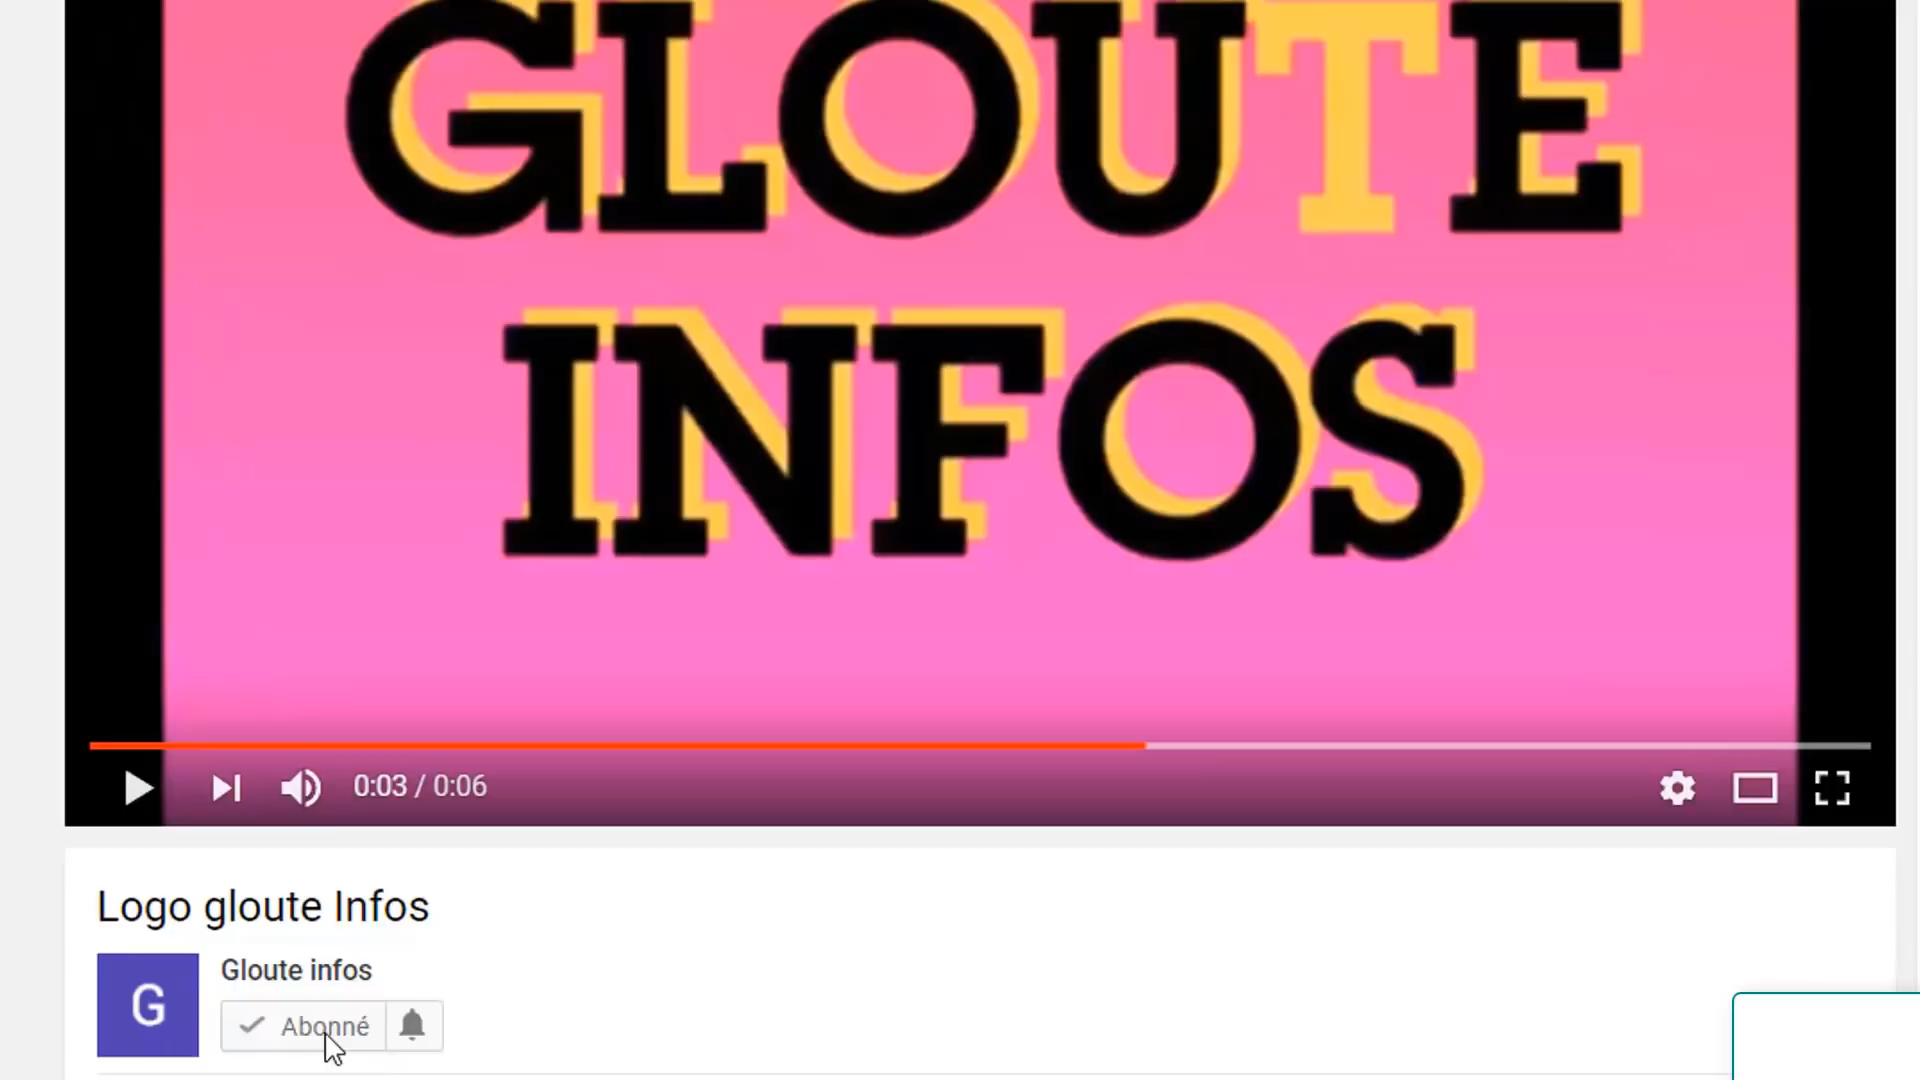 GLOUTE
INFOS
0:03 / 0:06
Logo gloute Infos
G
Gloute infos
Abonné